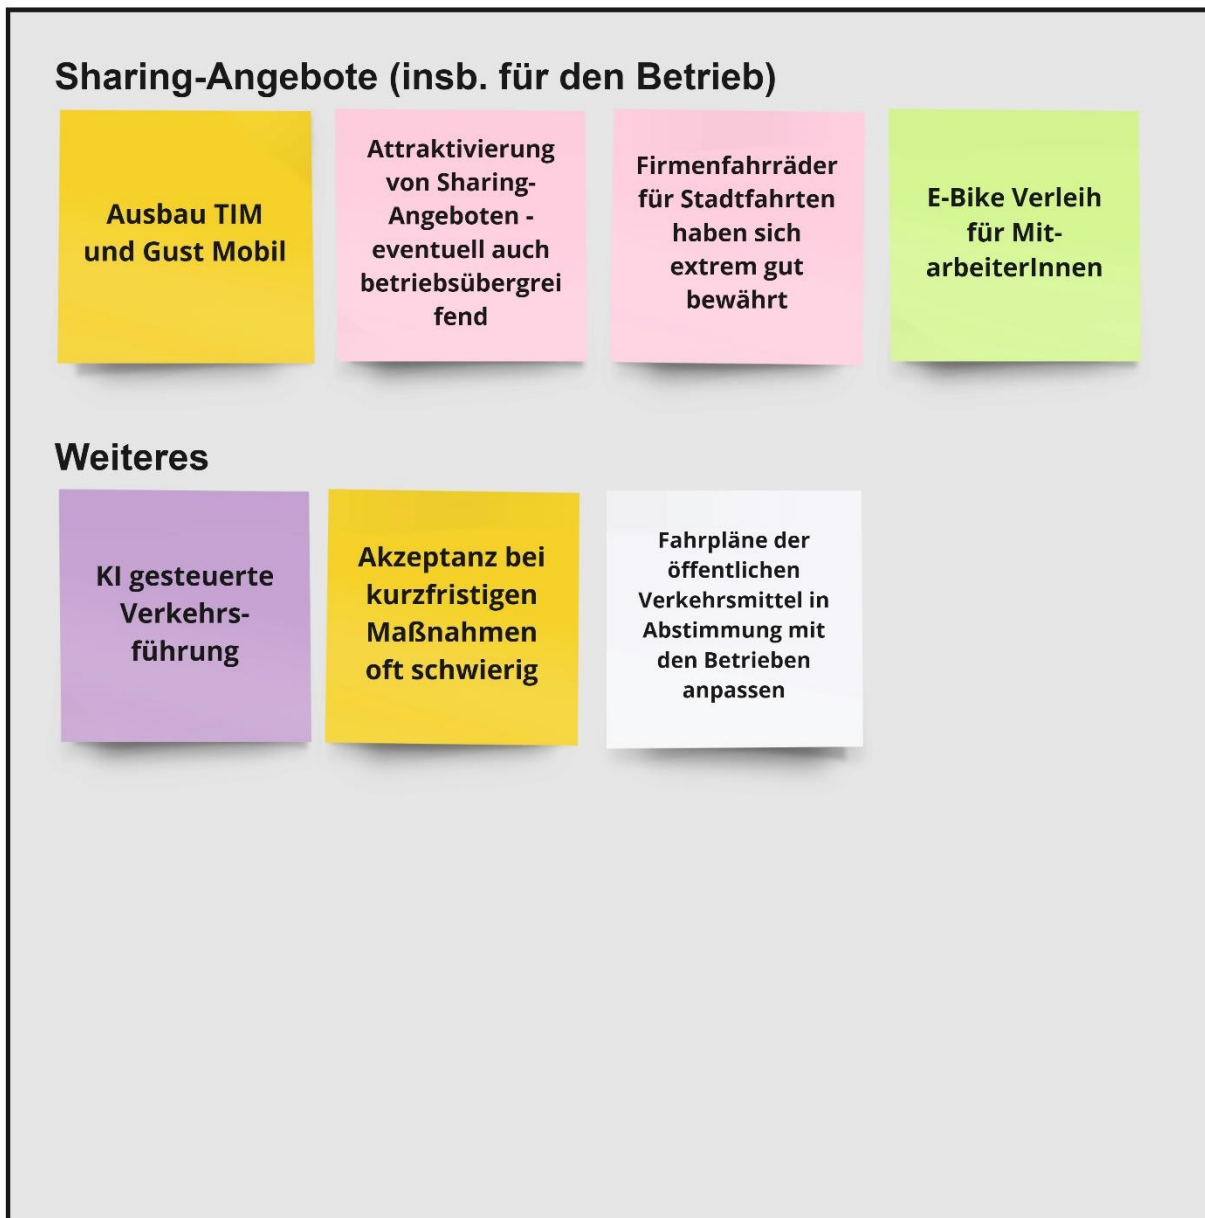 Sharing-Angebote (insb. für den Betrieb)
Ausbau TIM
und Gust Mobil
Attraktivierung
von Sharing-
Angeboten -
eventuell auch
betriebsübergrei
fend
Firmenfahrräder
für Stadtfahrten
haben sich
extrem gut
bewährt
E-Bike Verleih
für Mit-
arbeiterInnen
Weiteres
KI gesteuerte
Verkehrs-
führung
Akzeptanz bei
kurzfristigen
Maßnahmen
oft schwierig
Fahrpläne der
öffentlichen
Verkehrsmittel in
Abstimmung mit
den Betrieben
anpassen